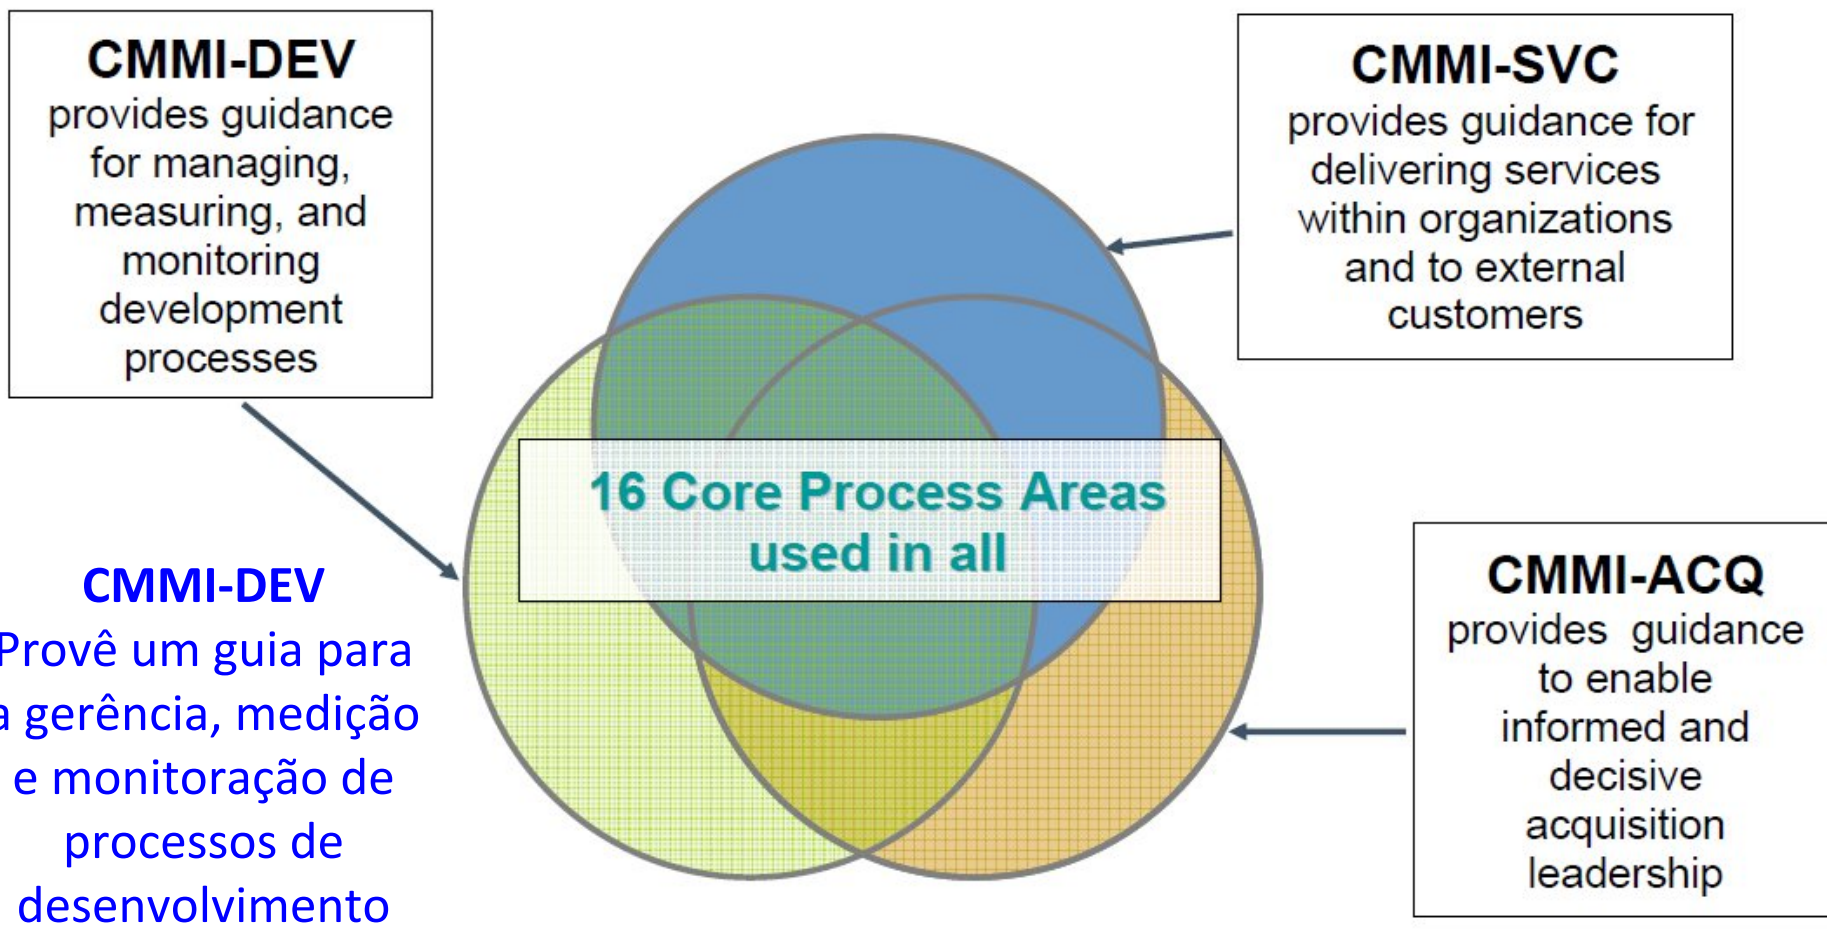 CMMI-DEV
provides guidance
for managing,
measuring, and
monitoring
development
processes
CMMI-SVC
provides guidance for
delivering services
within organizations
and to external
customers
16 Core Process Areas
used in all
CMMI-DEV
Provê um guia para
a gerência, medição
e monitoração de
processos de
desenvolvimento
CMMI-ACQ
provides guidance
to enable
informed and
decisive
acquisition
leadership